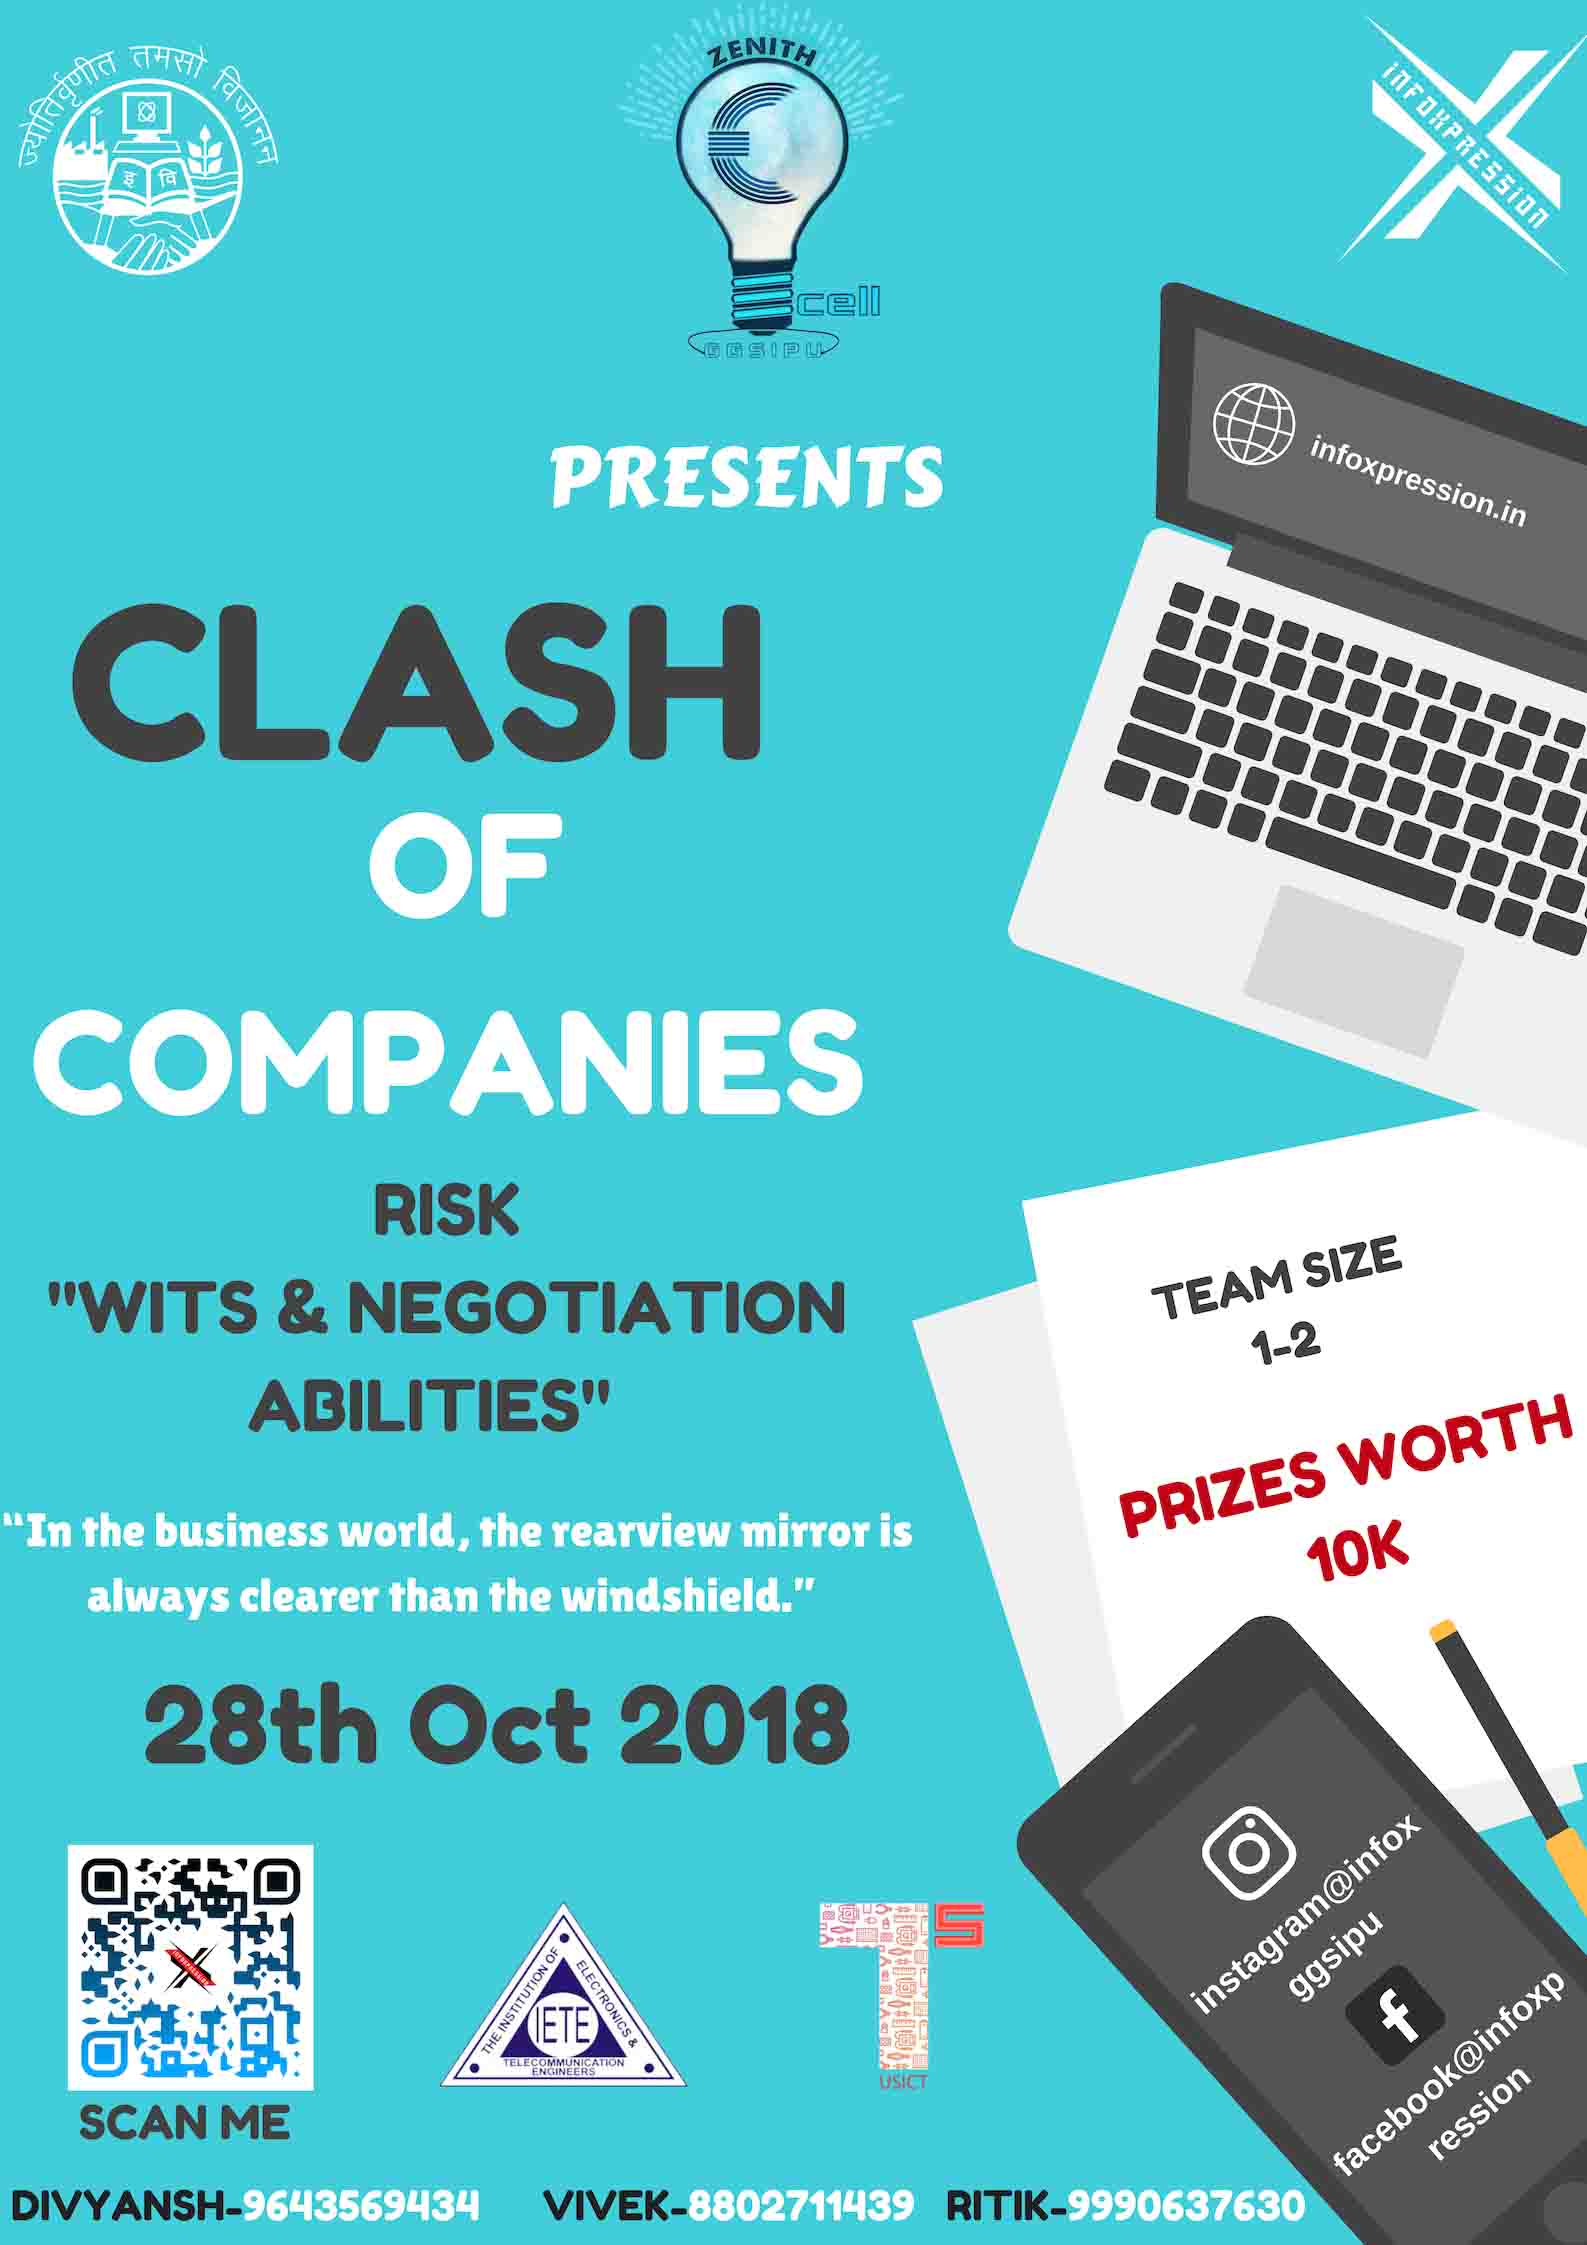 ज्योतिर्वृणीत तमसो विजानन
इ वि
ZENITH
cell
GGSIPU
INFOXPRESSION
infoxpression.in
PRESENTS
CLASH
OF
COMPANIES
RISK
"WITS & NEGOTIATION
ABILITIES"
“In the business world, the rearview mirror is
always clearer than the windshield.”
28th Oct 2018
TEAM SIZE
1-2
PRIZES WORTH
10K
instagram@infox
ggsipu
facebook@infoxp
ression
INFOXPRESSION
SCAN ME
THE INSTITUTION OF
ELECTRONICS &
IETE
TELECOMMUNICATION
ENGINEERS
T5
USICT
DIVYANSH-9643569434 VIVEK-8802711439 RITIK-9990637630